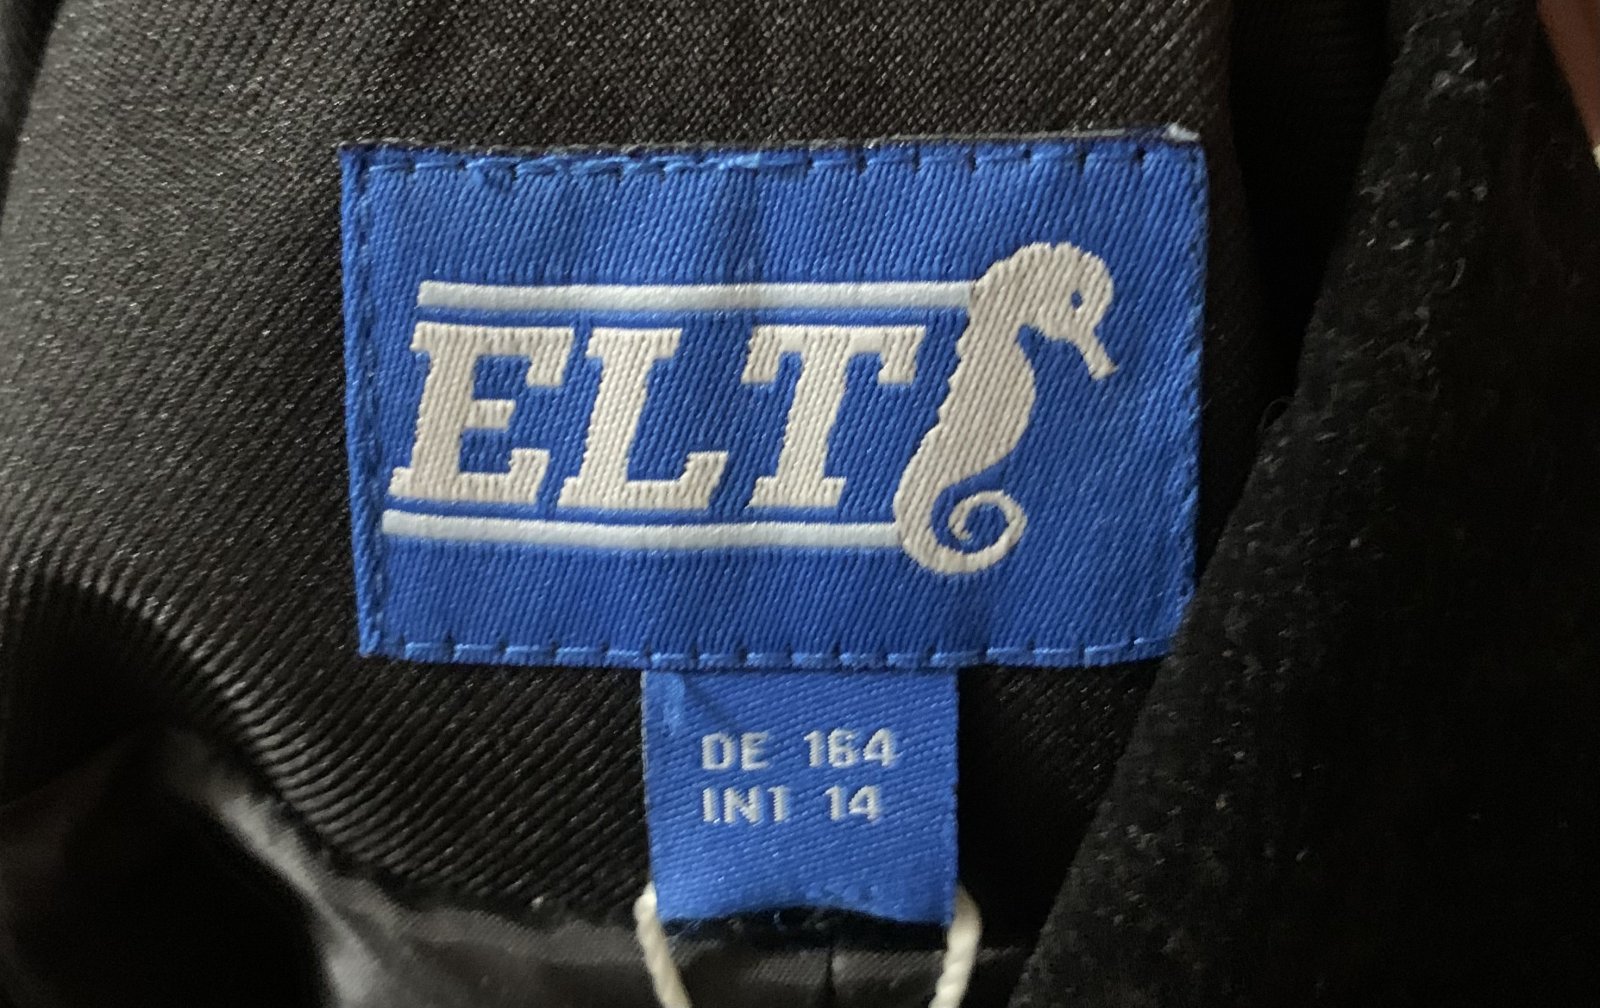 ELT
DE 164
INT 14